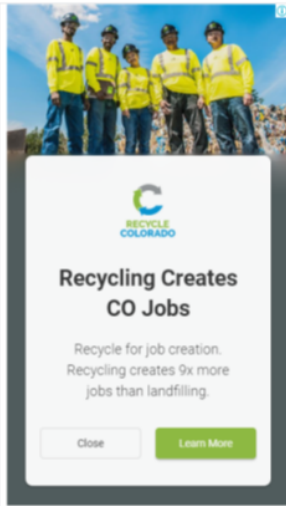 RECYCLE
COLORADO
Recycling Creates
CO Jobs
Recycle for job creation.
Recycling creates 9x more
jobs than landfilling.
Close
Learn More